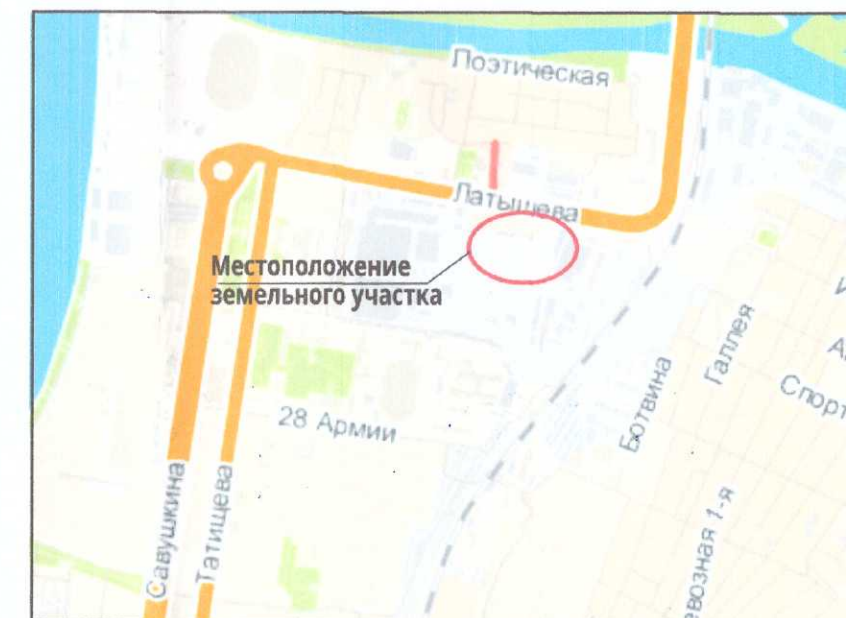 Поэтическая
Латышева
Местоположение
земельного участка
28 Армии
Савушкина
Татищева
Ботвина
Галлея
Спорт
1-я